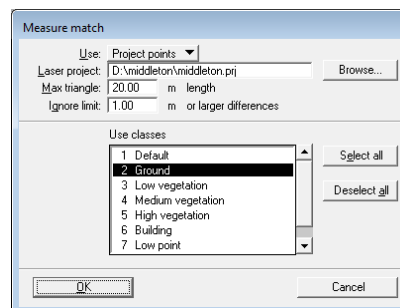 Measure match
Use: Project points
Laser project: D:\middleton\middleton.prj Browse...
Max triangle: 20.00 m length
Ignore limit: 1.00 m or larger differences
Use classes
1 Default
2 Ground
3 Low vegetation
4 Medium vegetation
5 High vegetation
6 Building
7 Low point
Select all
Deselect all
OK Cancel